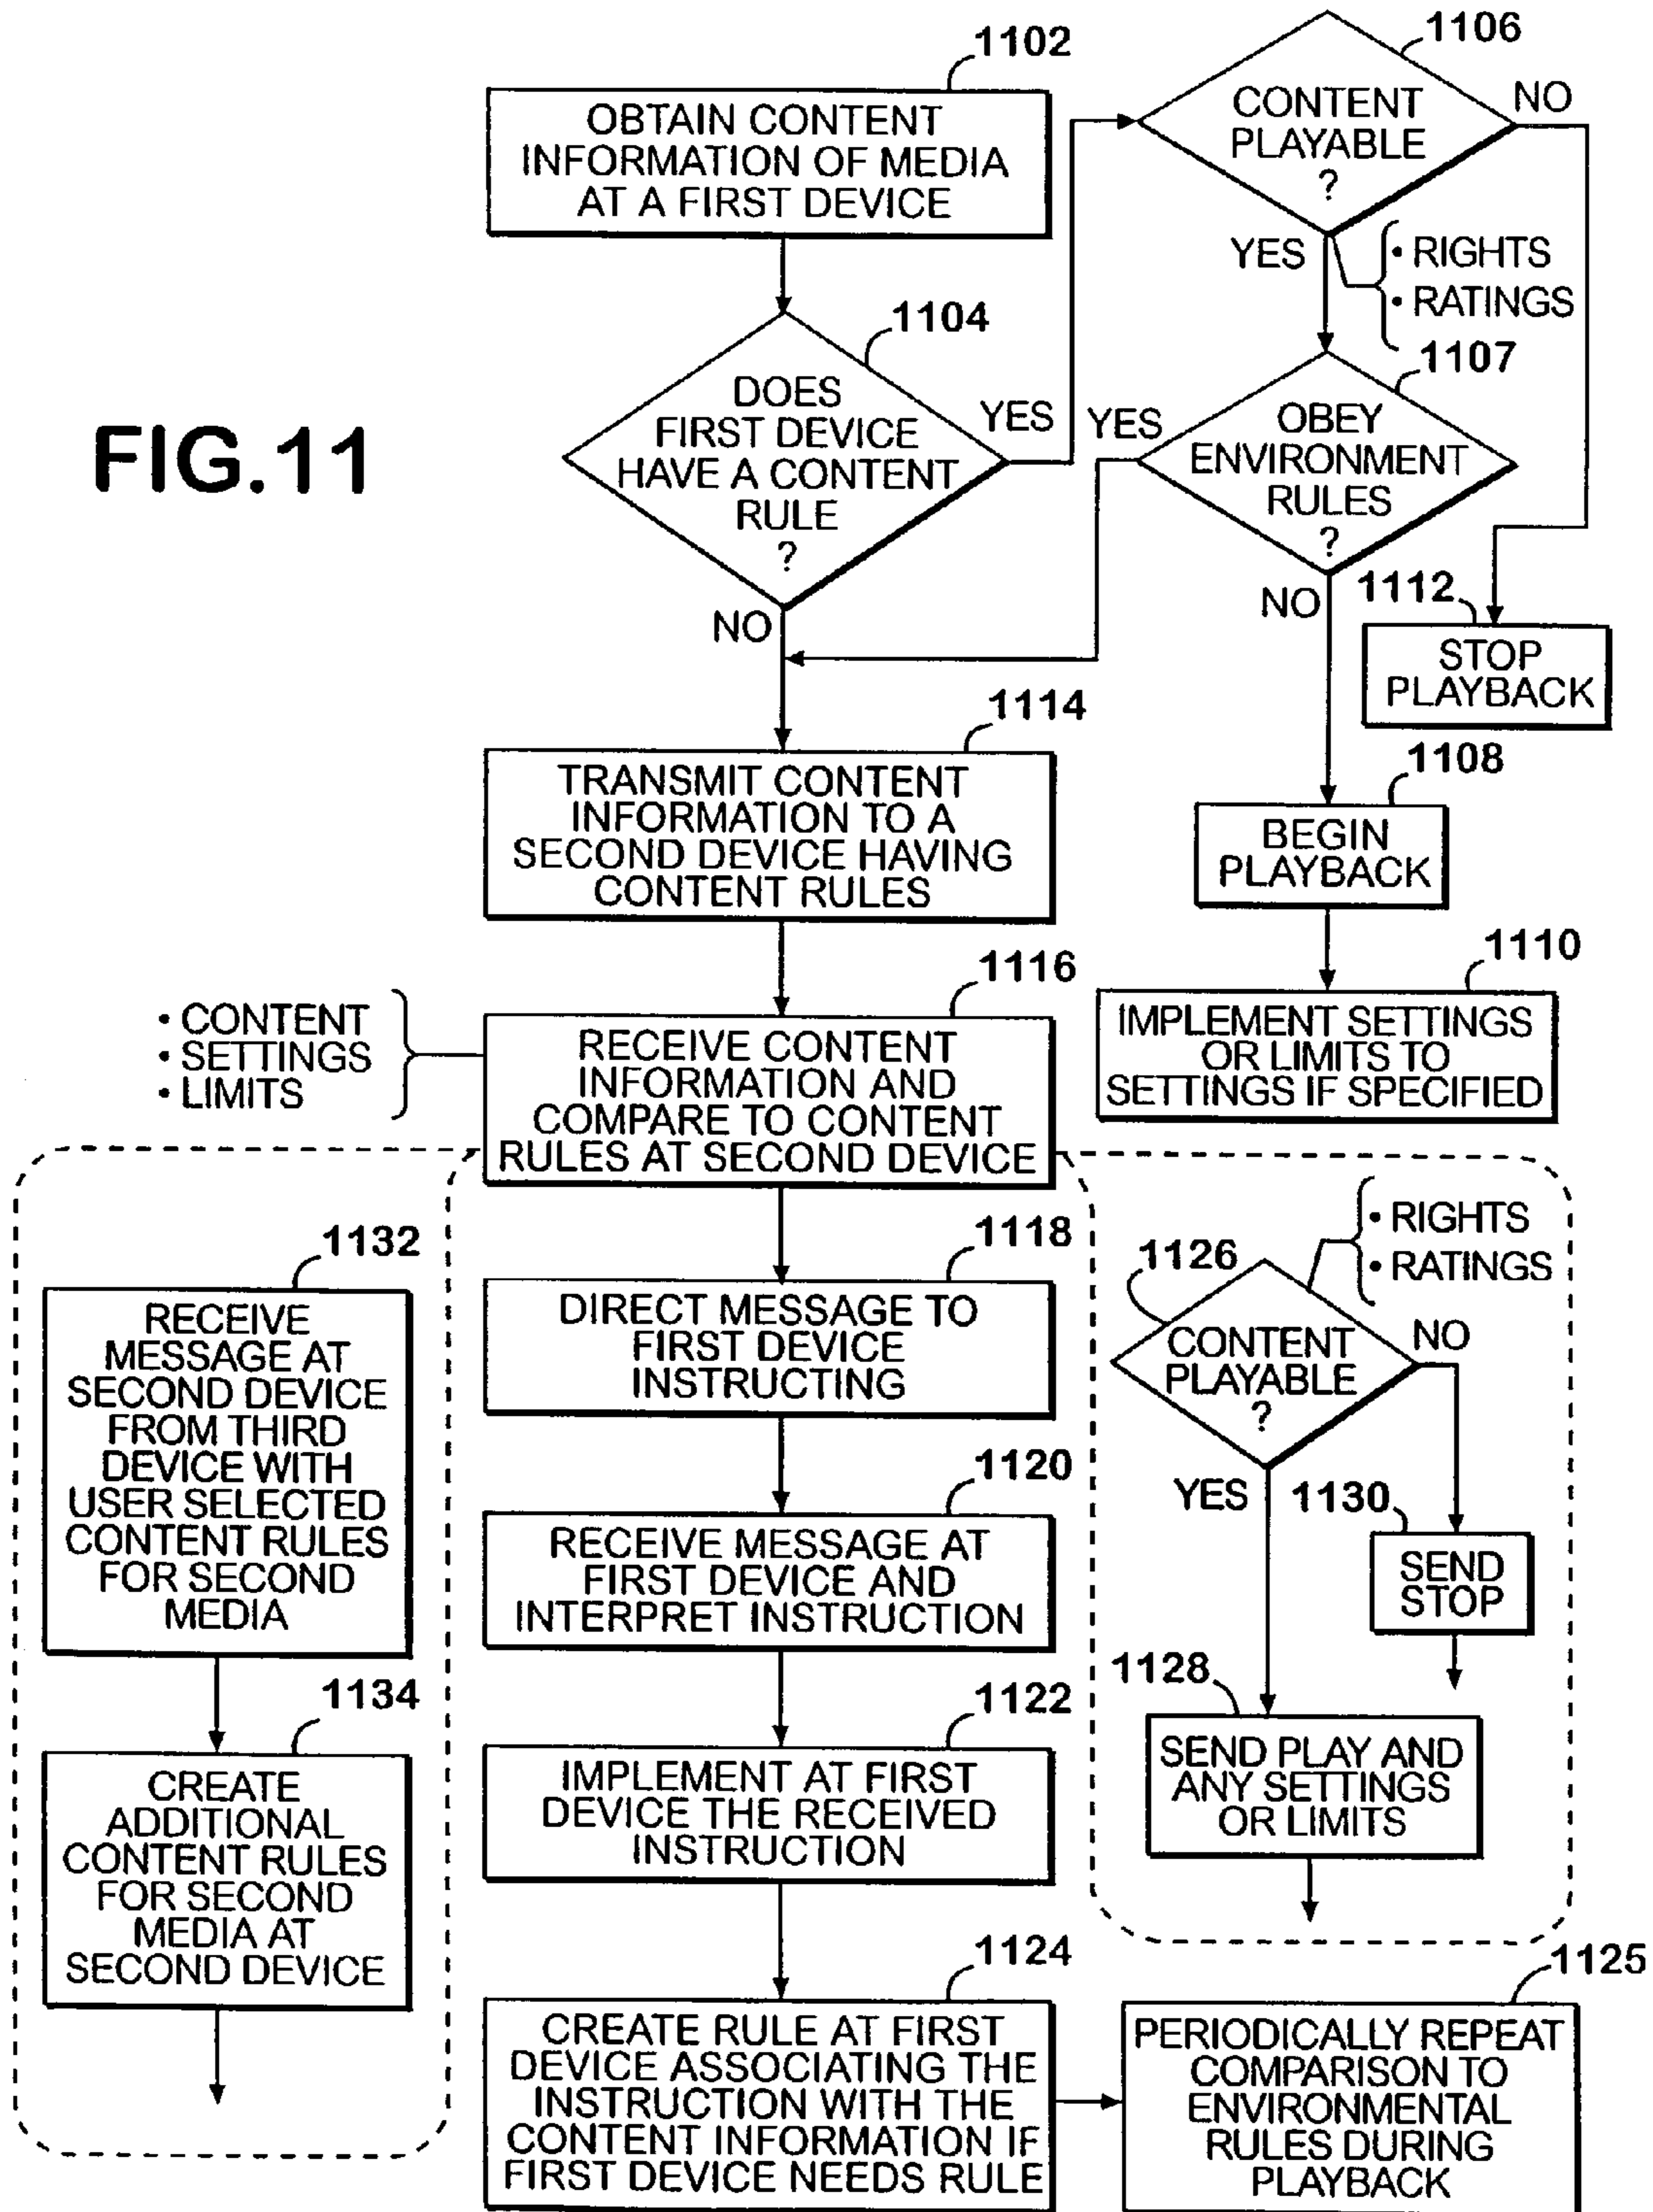 FIG.11
1102
OBTAIN CONTENT
INFORMATION OF MEDIA
AT A FIRST DEVICE
1104
DOES
FIRST DEVICE
HAVE A CONTENT
RULE
?
YES
NO
1106
CONTENT
PLAYABLE
?
NO
YES
• RIGHTS
• RATINGS
1107
OBEY
ENVIRONMENT
RULES
?
YES
NO
1112
STOP
PLAYBACK
1108
BEGIN
PLAYBACK
1110
IMPLEMENT SETTINGS
OR LIMITS TO
SETTINGS IF SPECIFIED
1114
TRANSMIT CONTENT
INFORMATION TO A
SECOND DEVICE HAVING
CONTENT RULES
1116
• CONTENT
• SETTINGS
• LIMITS
RECEIVE CONTENT
INFORMATION AND
COMPARE TO CONTENT
RULES AT SECOND DEVICE
1132
RECEIVE
MESSAGE AT
SECOND DEVICE
FROM THIRD
DEVICE WITH
USER SELECTED
CONTENT RULES
FOR SECOND
MEDIA
1134
CREATE
ADDITIONAL
CONTENT RULES
FOR SECOND
MEDIA AT
SECOND DEVICE
1118
DIRECT MESSAGE TO
FIRST DEVICE
INSTRUCTING
1120
RECEIVE MESSAGE AT
FIRST DEVICE AND
INTERPRET INSTRUCTION
1122
IMPLEMENT AT FIRST
DEVICE THE RECEIVED
INSTRUCTION
1124
CREATE RULE AT FIRST
DEVICE ASSOCIATING THE
INSTRUCTION WITH THE
CONTENT INFORMATION IF
FIRST DEVICE NEEDS RULE
1126
• RIGHTS
• RATINGS
CONTENT
PLAYABLE
?
NO
YES
1130
SEND
STOP
1128
SEND PLAY AND
ANY SETTINGS
OR LIMITS
1125
PERIODICALLY REPEAT
COMPARISON TO
ENVIRONMENTAL
RULES DURING
PLAYBACK